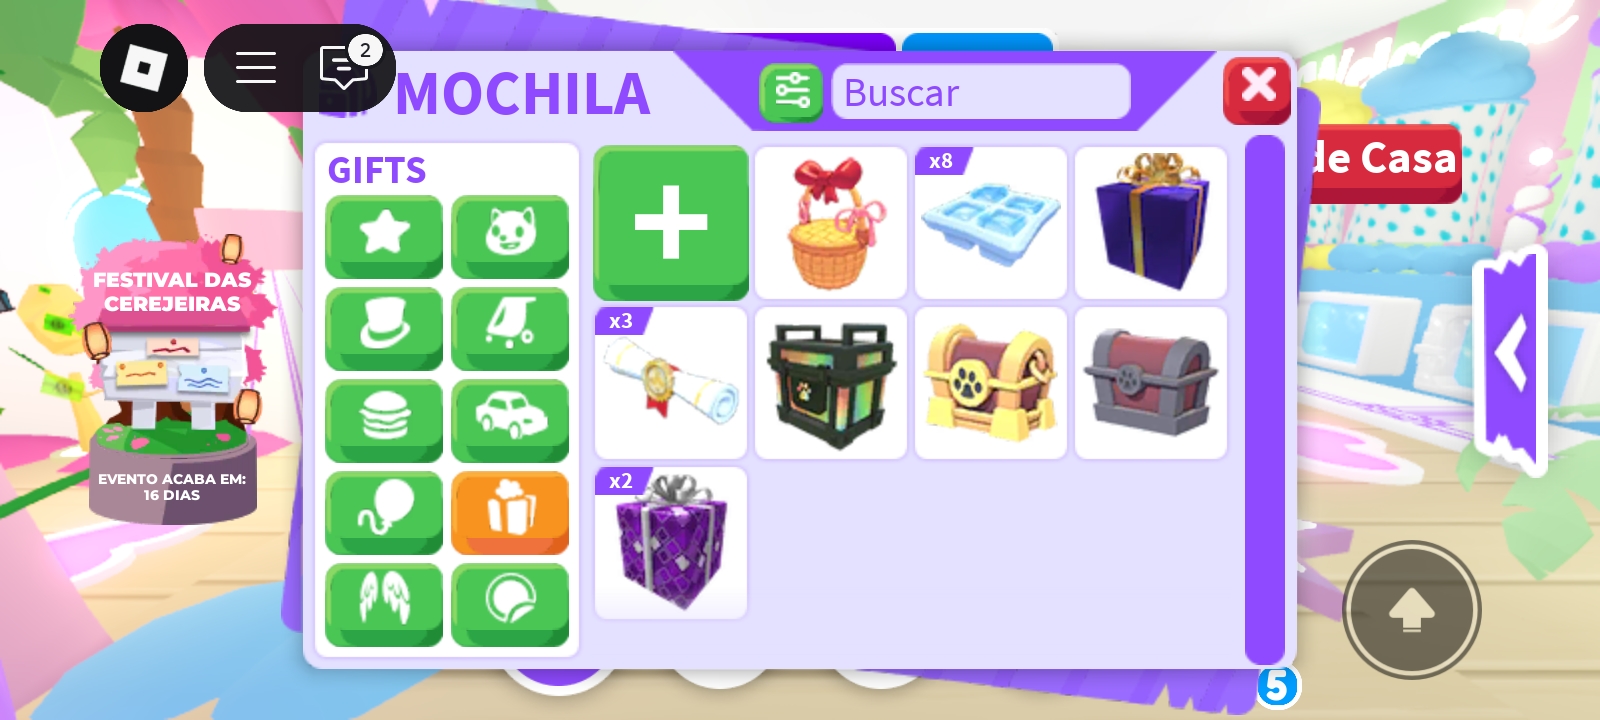 2
MOCHILA
Buscar
de Casa
GIFTS
x8
x3
x2
FESTIVAL DAS
CEREJEIRAS
EVENTO ACABA EM:
16 DIAS
5